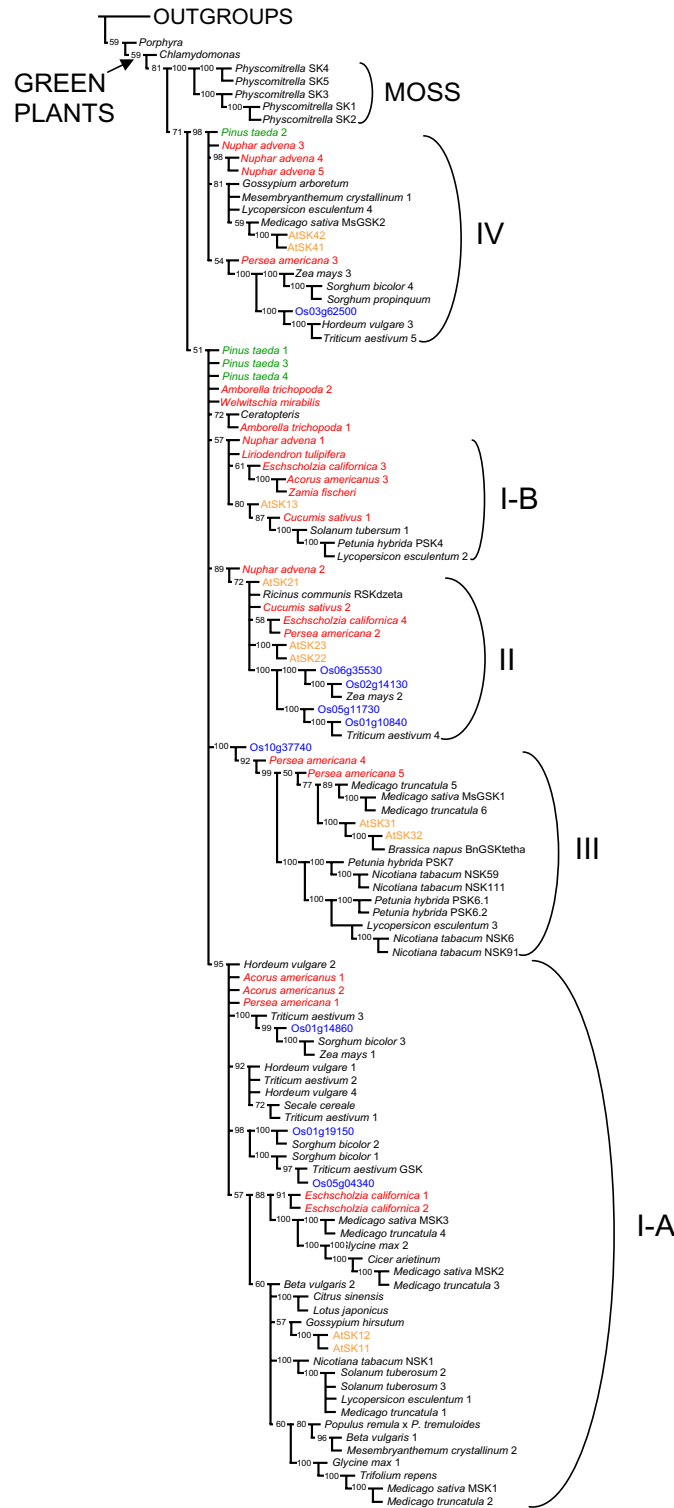 OUTGROUPS
59 Porphyra
59 Chlamydomonas
GREEN PLANTS
81 100 100 Physcomitrella SK4
Physcomitrella SK5
100 Physcomitrella SK3
MOSS
100 Physcomitrella SK1
Physcomitrella SK2
71 98 Pinus taeda 2
Nuphar advena 3
98 Nuphar advena 4
Nuphar advena 5
81 Gossypium arboretum
Mesembryanthemum crystallinum 1
Lycopersicon esculentum 4
59 Medicago sativa MsGSK2
100 AtSK42
IV
AtSK41
54 Persea americana 3
100 100 Zea mays 3
100 Sorghum bicolor 4
Sorghum propinquum
100 Os03g62500
100 Hordeum vulgare 3
Triticum aestivum 5
51 Pinus taeda 1
Pinus taeda 3
Pinus taeda 4
Amborella trichopoda 2
Welwitschia mirabilis
72 Ceratopteris
Amborella trichopoda 1
57 Nuphar advena 1
Liriodendron tulipifera
61 Eschscholzia californica 3
100 Acorus americanus 3
Zamia fischeri
I-B
80 AtSK13
87 Cucumis sativus 1
100 Solanum tubersum 1
100 Petunia hybrida PSK4
Lycopersicon esculentum 2
89 Nuphar advena 2
72 AtSK21
Ricinus communis RSKdzeta
Cucumis sativus 2
58 Eschscholzia californica 4
Persea americana 2
100 AtSK23
AtSK22
II
100 100 Os06g35530
100 Os02g14130
Zea mays 2
100 Os05g11730
100 Os01g10840
Triticum aestivum 4
100 Os10g37740
92 Persea americana 4
99 50 Persea americana 5
77 89 Medicago truncatula 5
100 Medicago sativa MsGSK1
Medicago truncatula 6
100 AtSK31
100 AtSK32
Brassica napus BnGSKtetha
III
100 100 Petunia hybrida PSK7
100 Nicotiana tabacum NSK59
Nicotiana tabacum NSK111
100 100 Petunia hybrida PSK6.1
Petunia hybrida PSK6.2
Lycopersicon esculentum 3
100 Nicotiana tabacum NSK6
Nicotiana tabacum NSK91
95 Hordeum vulgare 2
Acorus americanus 1
Acorus americanus 2
Persea americana 1
100 Triticum aestivum 3
99 Os01g14860
100 Sorghum bicolor 3
Zea mays 1
92 Hordeum vulgare 1
Triticum aestivum 2
Hordeum vulgare 4
72 Secale cereale
Triticum aestivum 1
98 100 Os01g19150
Sorghum bicolor 2
100 Sorghum bicolor 1
97 Triticum aestivum GSK
Os05g04340
57 88 91 Eschscholzia californica 1
Eschscholzia californica 2
I-A
100 100 Medicago sativa MSK3
Medicago truncatula 4
100 100 Glycine max 2
100 Cicer arietinum
100 Medicago sativa MSK2
Medicago truncatula 3
60 Beta vulgaris 2
100 Citrus sinensis
Lotus japonicus
57 Gossypium hirsutum
100 AtSK12
AtSK11
100 Nicotiana tabacum NSK1
100 Solanum tuberosum 2
Solanum tuberosum 3
Lycopersicon esculentum 1
Medicago truncatula 1
60 80 Populus remula x P. tremuloides
96 Beta vulgaris 1
Mesembryanthemum crystallinum 2
100 Glycine max 1
100 Trifolium repens
100 Medicago sativa MSK1
Medicago truncatula 2